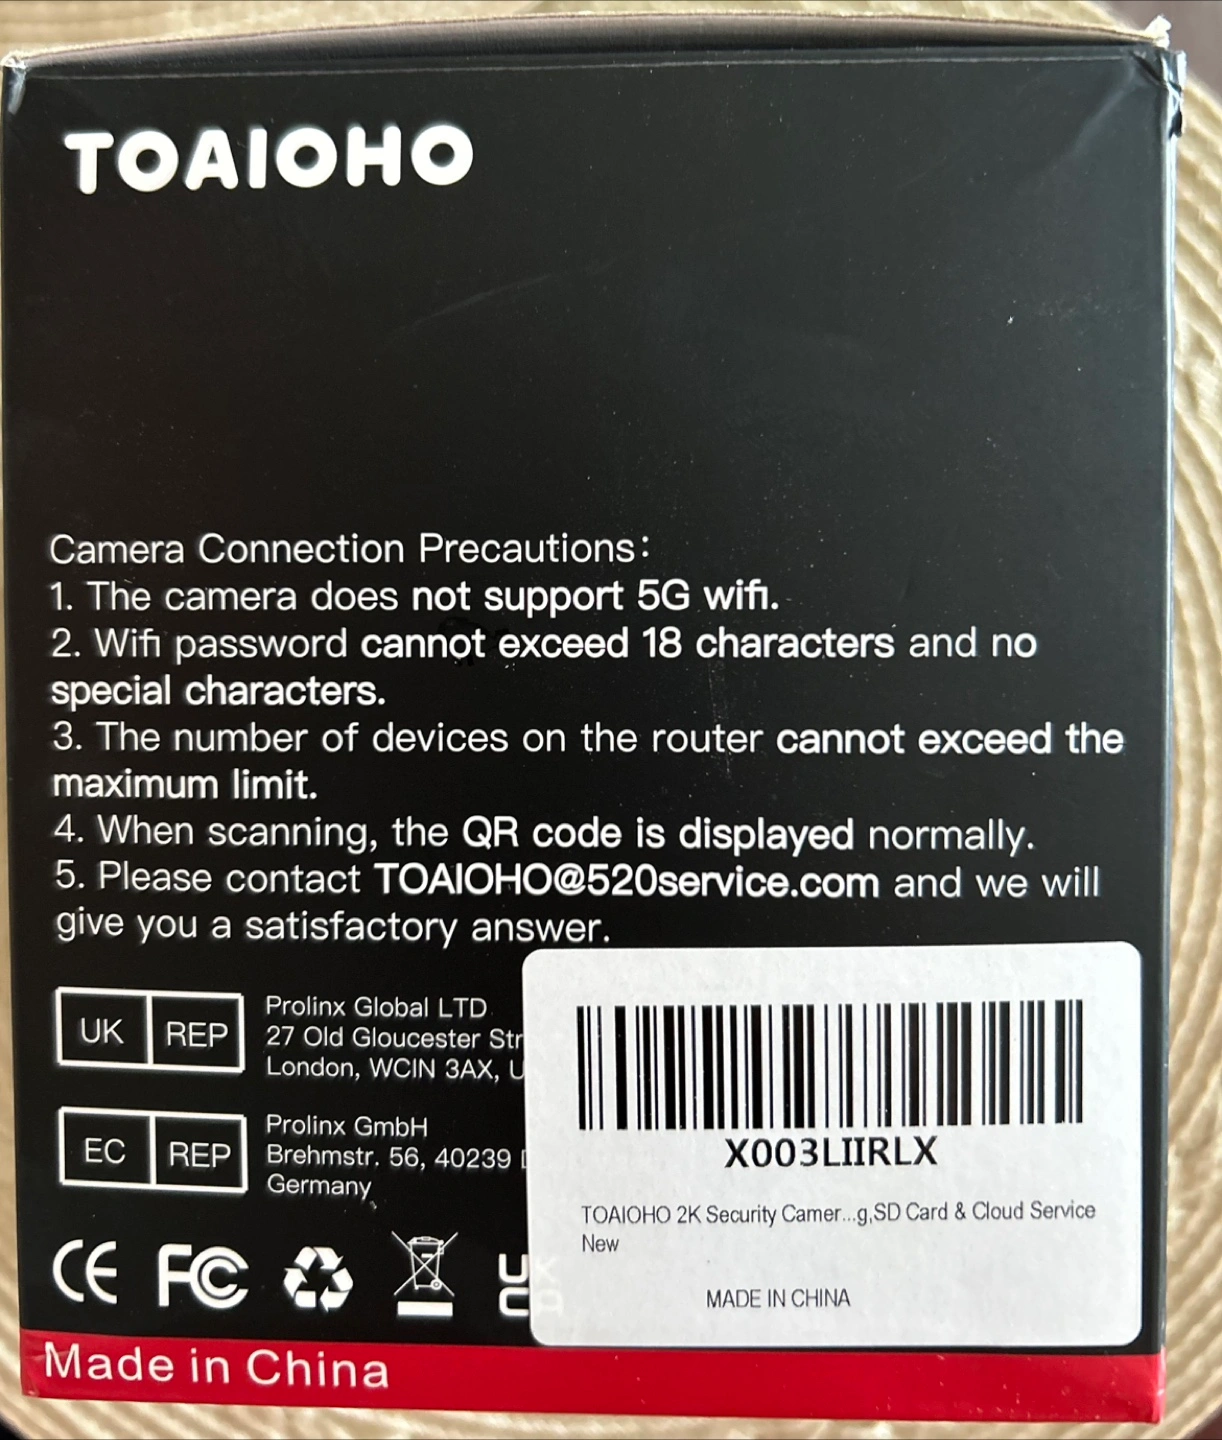 TOAIOHO
Camera Connection Precautions:
1. The camera does not support 5G wifi.
2. Wifi password cannot exceed 18 characters and no
special characters.
3. The number of devices on the router cannot exceed the
maximum limit.
4. When scanning, the QR code is displayed normally.
5. Please contact TOAIOHO@520service.com and we will
give you a satisfactory answer.
UK REP
Prolinx Global LTD
27 Old Gloucester Str
London, WCIN 3AX, U
EC REP
Prolinx GmbH
Brehmstr. 56, 40239
Germany
CE FC UK CA
Made in China
X003LIIRLX
TOAIOHO 2K Security Camer...g,SD Card & Cloud Service
New
MADE IN CHINA